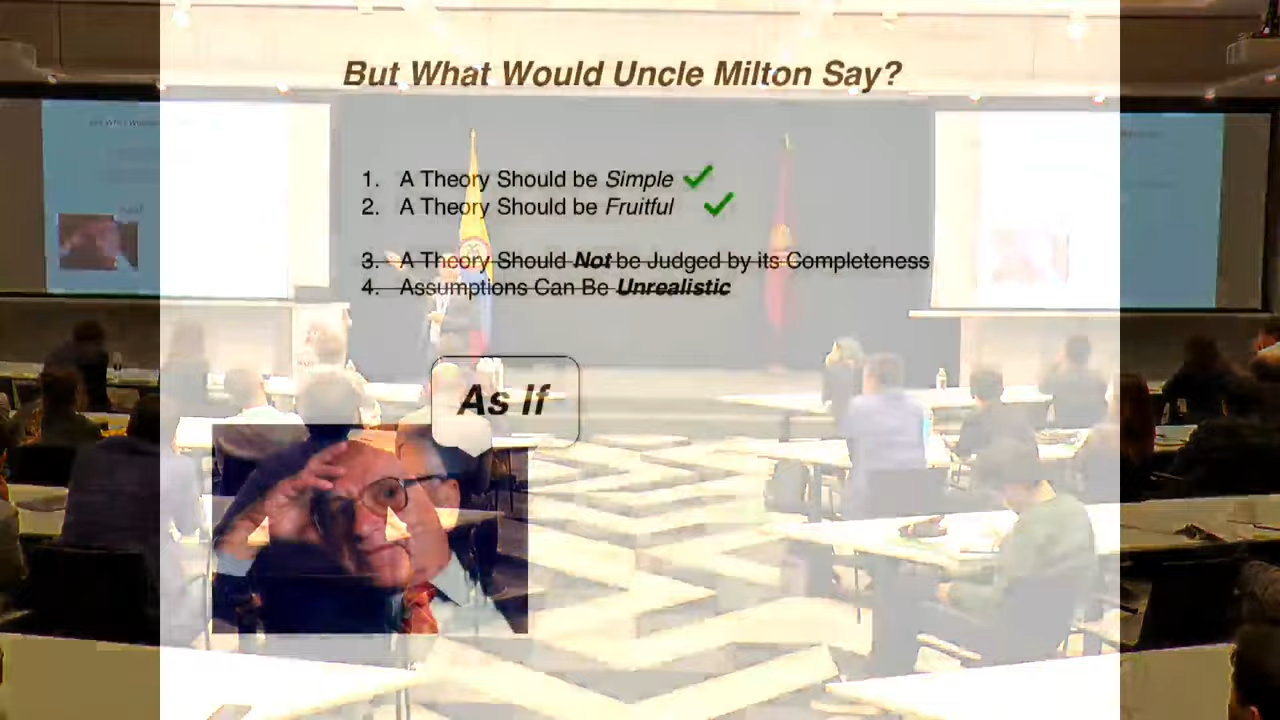 But What Would Uncle Milton Say?
1. A Theory Should be Simple
2. A Theory Should be Fruitful
3. A Theory Should Not be Judged by its Completeness
4. Assumptions Can Be Unrealistic
As if